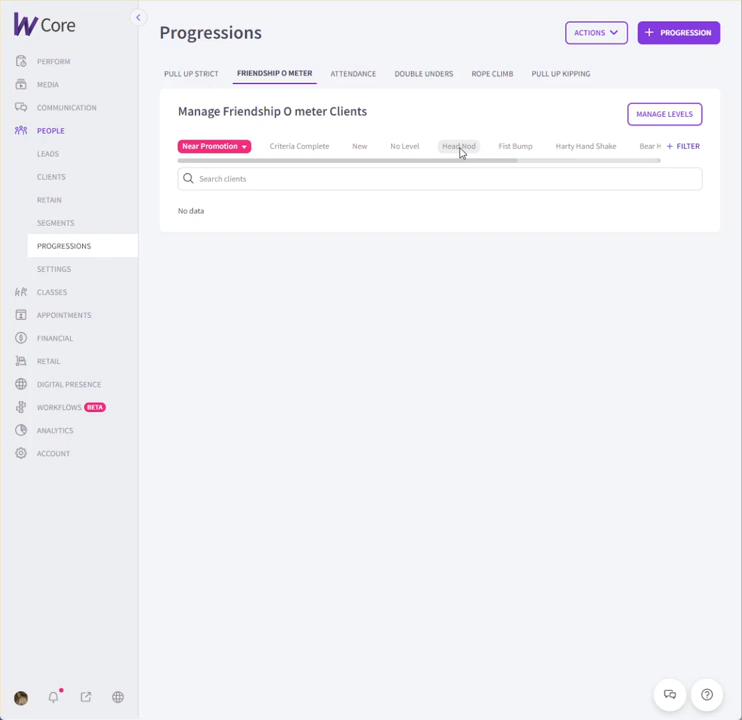 W Core
PERFORM
MEDIA
COMMUNICATION
PEOPLE
LEADS
CLIENTS
RETAIN
SEGMENTS
PROGRESSIONS
SETTINGS
CLASSES
APPOINTMENTS
FINANCIAL
RETAIL
DIGITAL PRESENCE
WORKFLOWS BETA
ANALYTICS
ACCOUNT
Progressions
ACTIONS
+ PROGRESSION
PULL UP STRICT FRIENDSHIP O METER ATTENDANCE DOUBLE UNDERS ROPE CLIMB PULL UP KIPPING
Manage Friendship O meter Clients
MANAGE LEVELS
Near Promotion Criteria Complete New No Level Head Nod Fist Bump Harty Hand Shake Bear H + FILTER
Search clients
No data